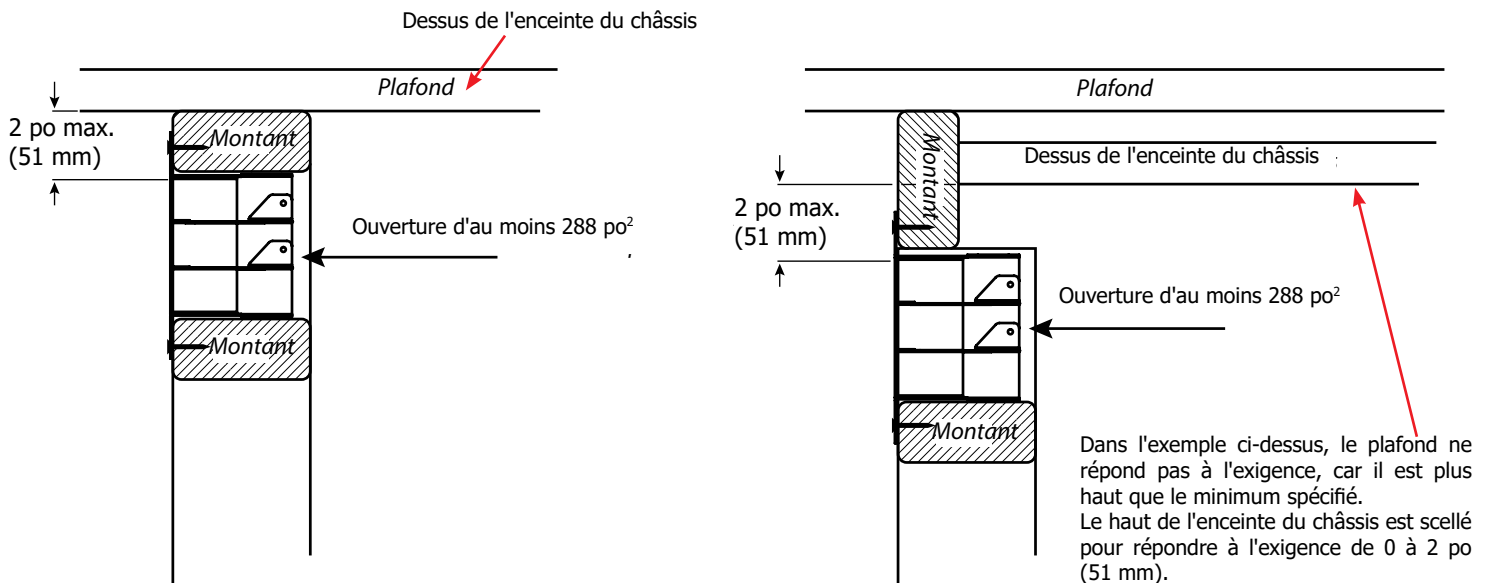 Dessus de l'enceinte du châssis
Plafond
2 po max.
(51 mm)
Montant
Ouverture d'au moins 288 po²
Montant
Plafond
Montant
Dessus de l'enceinte du châssis
2 po max.
(51 mm)
Ouverture d'au moins 288 po²
Montant
Dans l'exemple ci-dessus, le plafond ne
répond pas à l'exigence, car il est plus
haut que le minimum spécifié.
Le haut de l'enceinte du châssis est scellé
pour répondre à l'exigence de 0 à 2 po
(51 mm).